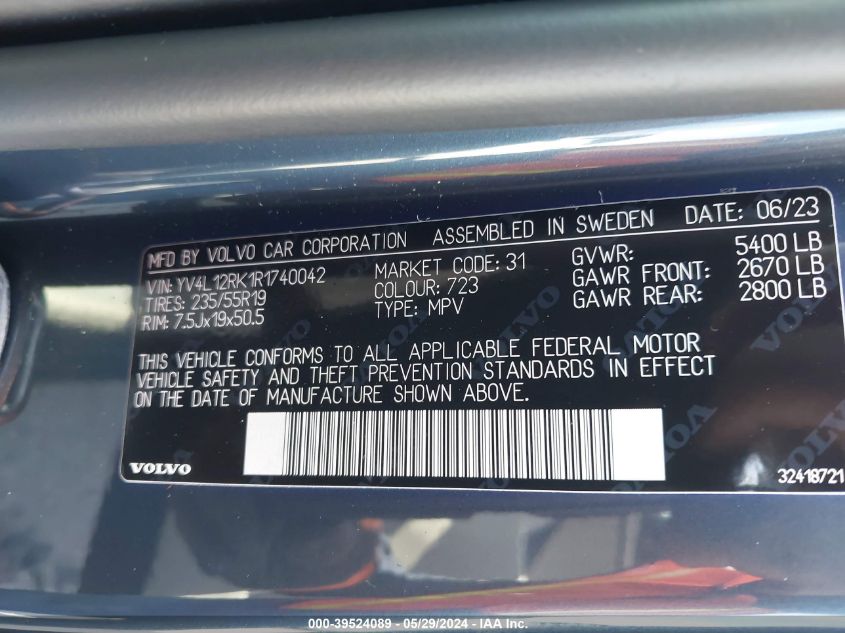 MFD BY VOLVO CAR CORPORATION ASSEMBLED IN SWEDEN DATE: 06/23
VIN: YV4L12RK1R1740042 MARKET CODE: 31 GVWR: 5400 LB
TIRES: 235/55R19 COLOUR: 723 GAWR FRONT: 2670 LB
RIM: 7.5Jx19x50.5 TYPE: MPV GAWR REAR: 2800 LB
THIS VEHICLE CONFORMS TO ALL APPLICABLE FEDERAL MOTOR
VEHICLE SAFETY AND THEFT PREVENTION STANDARDS IN EFFECT
ON THE DATE OF MANUFACTURE SHOWN ABOVE.
VOLVO 32418721
000-39524089 — 05/29/2024 — IAA Inc.